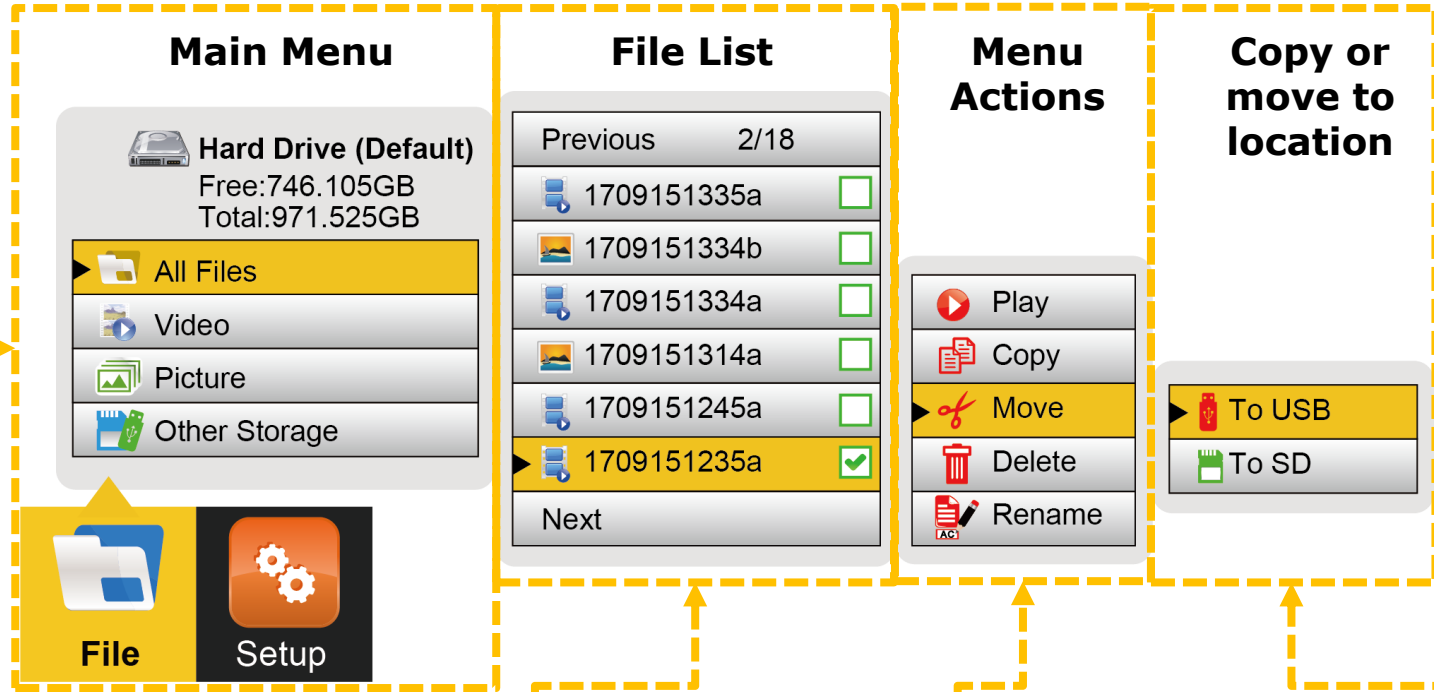 Main Menu
Hard Drive (Default)
Free:746.105GB
Total:971.525GB
All Files
Video
Picture
Other Storage
File
Setup
File List
Previous 2/18
1709151335a
1709151334b
1709151334a
1709151314a
1709151245a
1709151235a
Next
Menu
Actions
Play
Copy
Move
Delete
AC
Rename
Copy or
move to
location
To USB
To SD